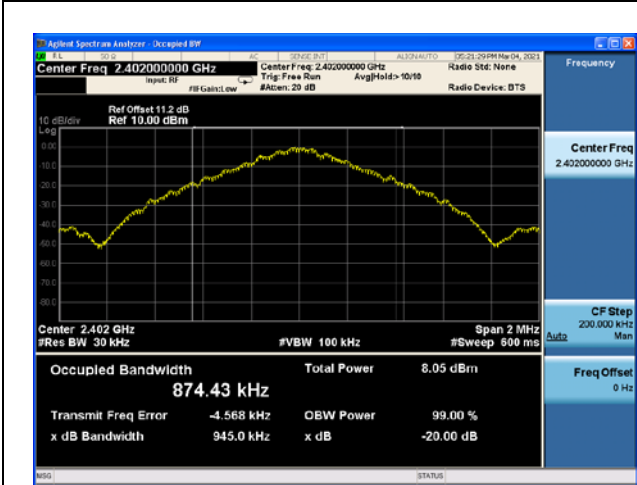 Agilent Spectrum Analyzer - Occupied BW
RL 50 Ω AC SENSE:INT ALIGNAUTO 05:21:29 PM Mar 04, 2021
Center Freq 2.402000000 GHz Center Freq: 2.402000000 GHz Radio Std: None Frequency
Input: RF Trig: Free Run Avg|Hold:> 10/10
#IFGain:Low #Atten: 20 dB Radio Device: BTS
Ref Offset 11.2 dB
10 dB/div Ref 10.00 dBm
Log
0.00
10.0
20.0
30.0
40.0
50.0
60.0
70.0
80.0
Center Freq
2.402000000 GHz
Center 2.402 GHz Span 2 MHz
#Res BW 30 kHz #VBW 100 kHz #Sweep 600 ms
CF Step
200.000 kHz
Auto Man
Occupied Bandwidth Total Power 8.05 dBm
874.43 kHz
Freq Offset
0 Hz
Transmit Freq Error -4.568 kHz OBW Power 99.00 %
x dB Bandwidth 945.0 kHz x dB -20.00 dB
MSG STATUS